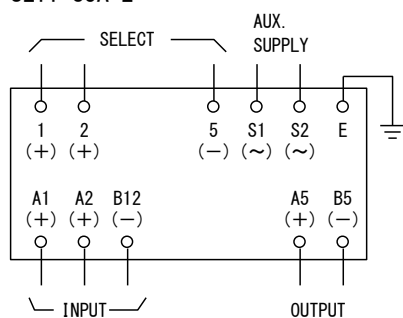 AUX.
SELECT
SUPPLY
1 2 5 S1 S2 E
(+) (+) (−) (~) (~)
A1 A2 B12 A5 B5
(+) (+) (−) (+) (−)
INPUT OUTPUT